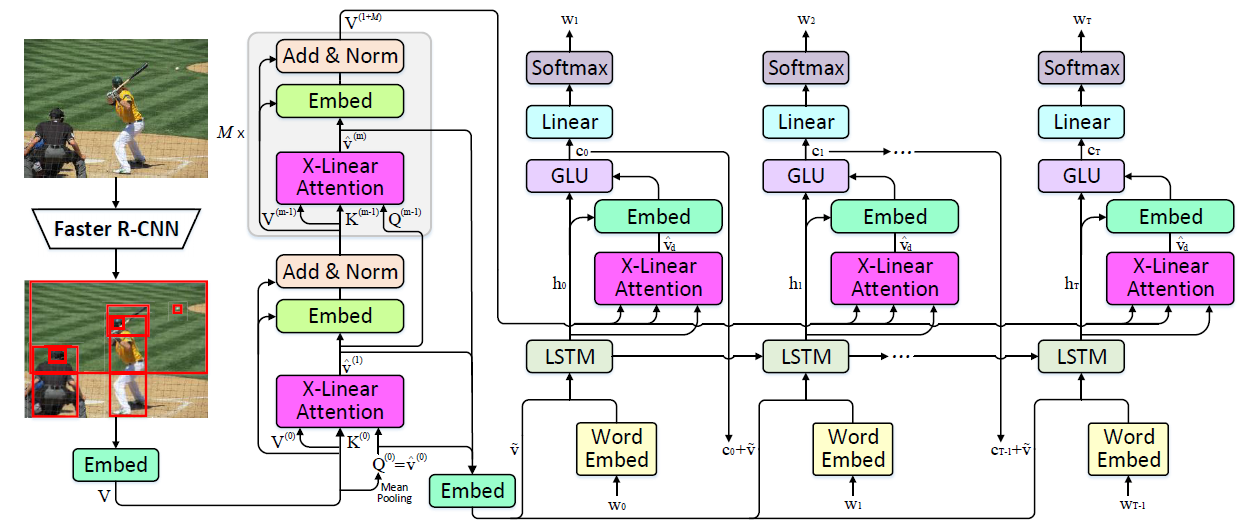 Faster R-CNN
Embed
V
V(1+M)
Add & Norm
Embed
M x
v̂(m)
X-Linear
Attention
V(m-1)
K(m-1)
Q(m-1)
Add & Norm
Embed
v̂(1)
X-Linear
Attention
V(0)
K(0)
Q(0)=v̂(0)
Mean
Pooling
Embed
w1
Softmax
Linear
c0
GLU
Embed
v̂d
X-Linear
Attention
h0
LSTM
ṽ
Word
Embed
w0
c0+ṽ
w2
Softmax
Linear
c1
...
GLU
Embed
v̂d
X-Linear
Attention
h1
LSTM
...
Word
Embed
w1
cT-1+ṽ
wT
Softmax
Linear
cT
GLU
Embed
v̂d
X-Linear
Attention
hT
LSTM
Word
Embed
wT-1